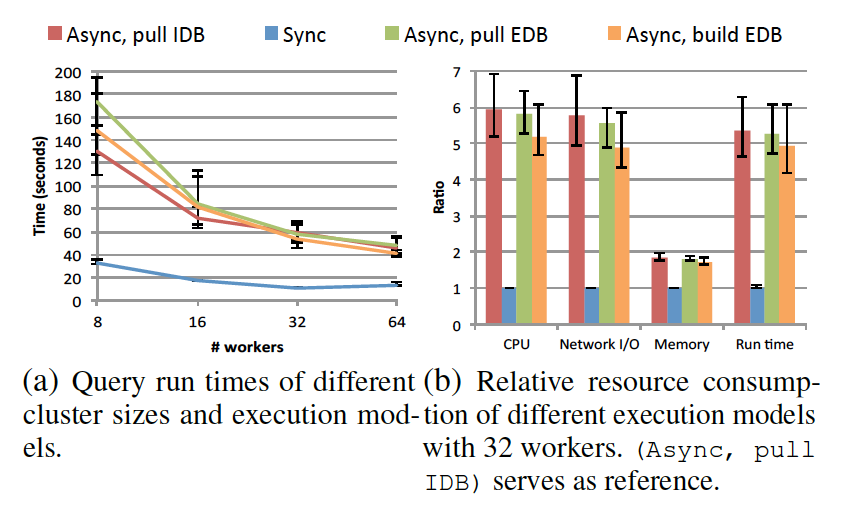 Async, pull IDB Sync Async, pull EDB Async, build EDB
200
180
160
140
120
100
80
60
40
20
0
Time (seconds)
8 16 32 64
# workers
7
6
5
4
3
2
1
0
Ratio
CPU Network I/O Memory Run time
(a) Query run times of different
cluster sizes and execution mod-
els.
(b) Relative resource consump-
tion of different execution models
with 32 workers. (Async, pull
IDB) serves as reference.